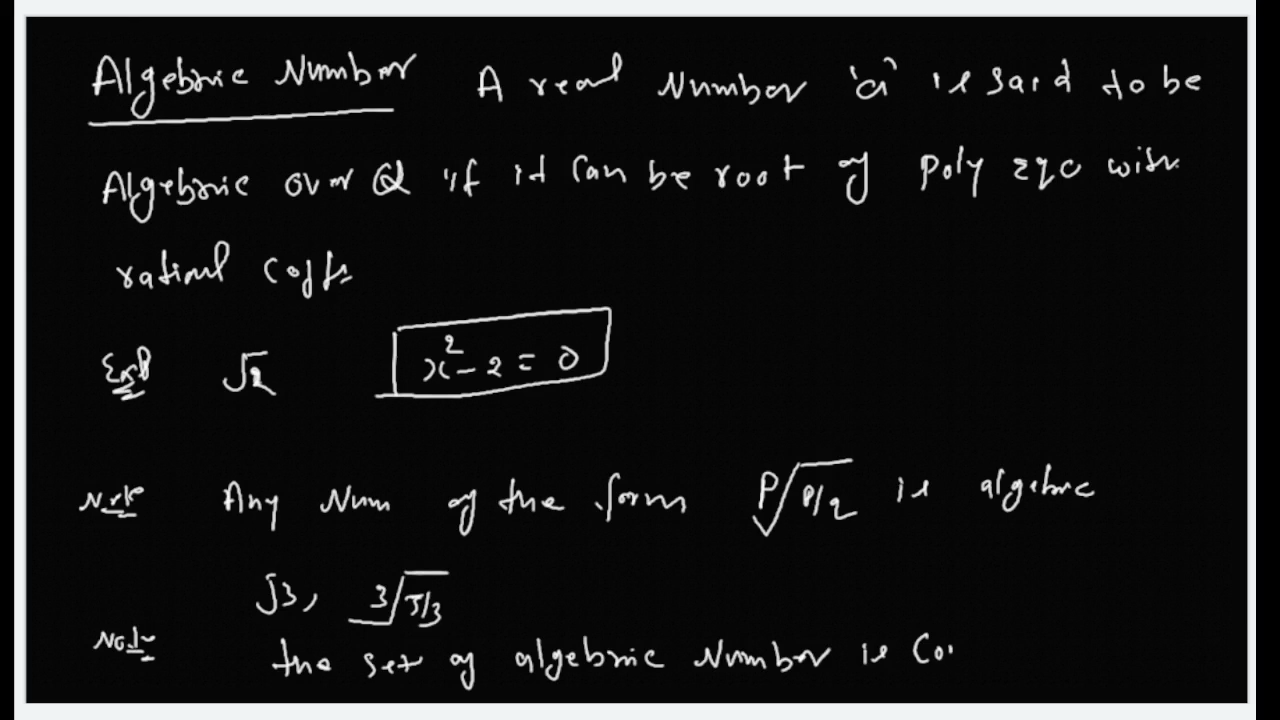 Algebraic Number A real Number 'a' is said to be
Algebraic over Q if it can be root of poly eqn with
rational coffs
Exp √2 x² - 2 = 0
Note Any Num of the form ᵖ√p/q is algebraic
√3, ³√5/3
Note
the set of algebraic Number is Co